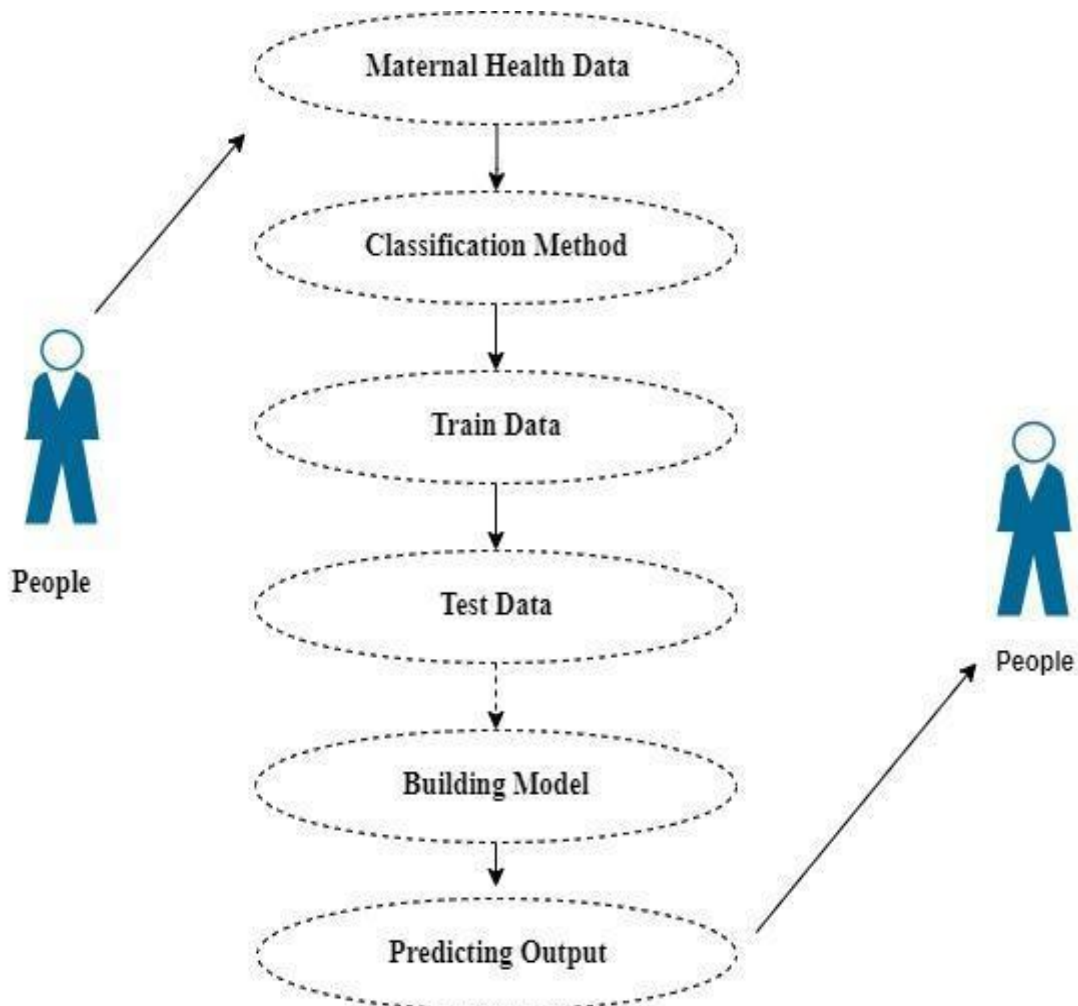 Maternal Health Data
Classification Method
Train Data
People
Test Data
People
Building Model
Predicting Output